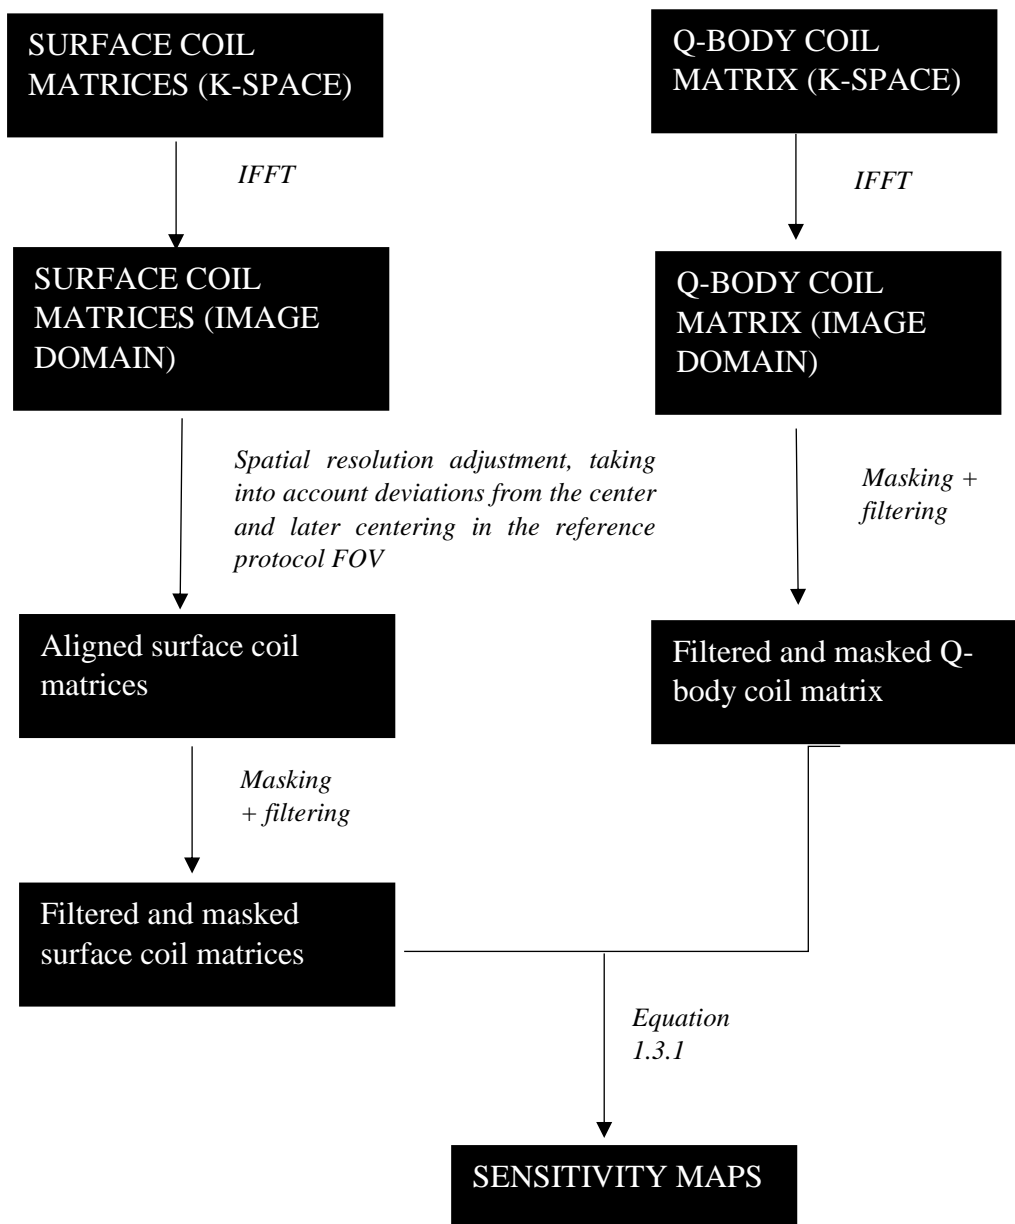 SURFACE COIL
MATRICES (K-SPACE)
Q-BODY COIL
MATRIX (K-SPACE)
IFFT
IFFT
SURFACE COIL
MATRICES (IMAGE
DOMAIN)
Q-BODY COIL
MATRIX (IMAGE
DOMAIN)
Spatial resolution adjustment, taking
into account deviations from the center
and later centering in the reference
protocol FOV
Masking +
filtering
Aligned surface coil
matrices
Filtered and masked Q-
body coil matrix
Masking
+ filtering
Filtered and masked
surface coil matrices
Equation
1.3.1
SENSITIVITY MAPS